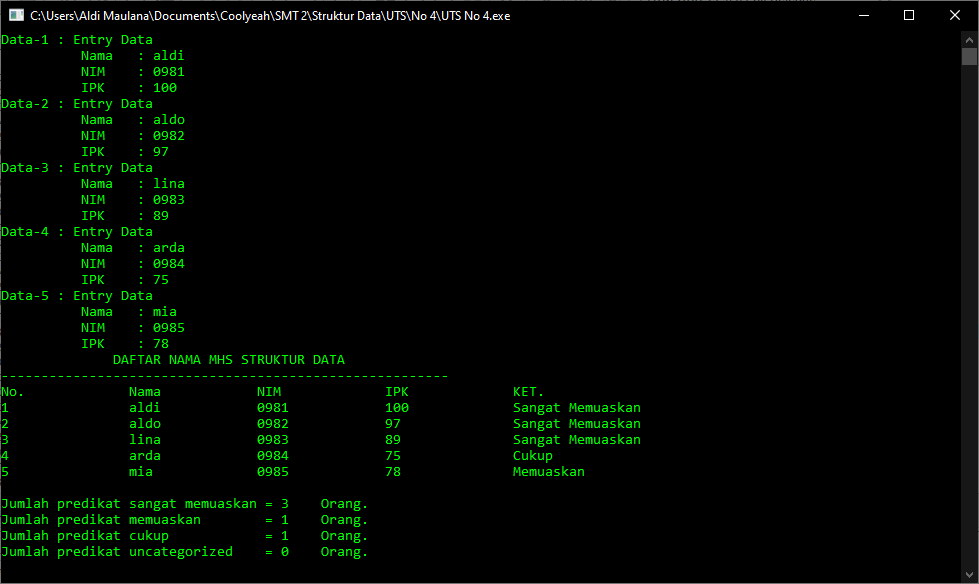 C:\Users\Aldi Maulana\Documents\Coolyeah\SMT 2\Struktur Data\UTS\No 4\UTS No 4.exe
Data-1 : Entry Data
Nama : aldi
NIM : 0981
IPK : 100
Data-2 : Entry Data
Nama : aldo
NIM : 0982
IPK : 97
Data-3 : Entry Data
Nama : lina
NIM : 0983
IPK : 89
Data-4 : Entry Data
Nama : arda
NIM : 0984
IPK : 75
Data-5 : Entry Data
Nama : mia
NIM : 0985
IPK : 78
DAFTAR NAMA MHS STRUKTUR DATA
--------------------------------------------------------
No. Nama NIM IPK KET.
1 aldi 0981 100 Sangat Memuaskan
2 aldo 0982 97 Sangat Memuaskan
3 lina 0983 89 Sangat Memuaskan
4 arda 0984 75 Cukup
5 mia 0985 78 Memuaskan
Jumlah predikat sangat memuaskan = 3 Orang.
Jumlah predikat memuaskan = 1 Orang.
Jumlah predikat cukup = 1 Orang.
Jumlah predikat uncategorized = 0 Orang.